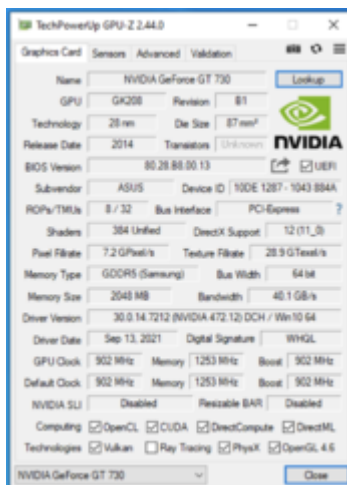 TechPowerUp GPU-Z 2.44.0
Graphics Card Sensors Advanced Validation
Name NVIDIA GeForce GT 730 Lookup
GPU GK208 Revision B1
Technology 28 nm Die Size 87 mm²
Release Date 2014 Transistors Unknown
NVIDIA
BIOS Version 80.28.B8.00.13 UEFI
Subvendor ASUS Device ID 10DE 1287 - 1043 884A
ROPs/TMUs 8 / 32 Bus Interface PCI-Express ?
Shaders 384 Unified DirectX Support 12 (11_0)
Pixel Fillrate 7.2 GPixel/s Texture Fillrate 28.9 GTexel/s
Memory Type GDDR5 (Samsung) Bus Width 64 bit
Memory Size 2048 MB Bandwidth 40.1 GB/s
Driver Version 30.0.14.7212 (NVIDIA 472.12) DCH / Win10 64
Driver Date Sep 13, 2021 Digital Signature WHQL
GPU Clock 902 MHz Memory 1253 MHz Boost 902 MHz
Default Clock 902 MHz Memory 1253 MHz Boost 902 MHz
NVIDIA SLI Disabled Resizable BAR Disabled
Computing OpenCL CUDA DirectCompute DirectML
Technologies Vulkan Ray Tracing PhysX OpenGL 4.6
NVIDIA GeForce GT 730 Close